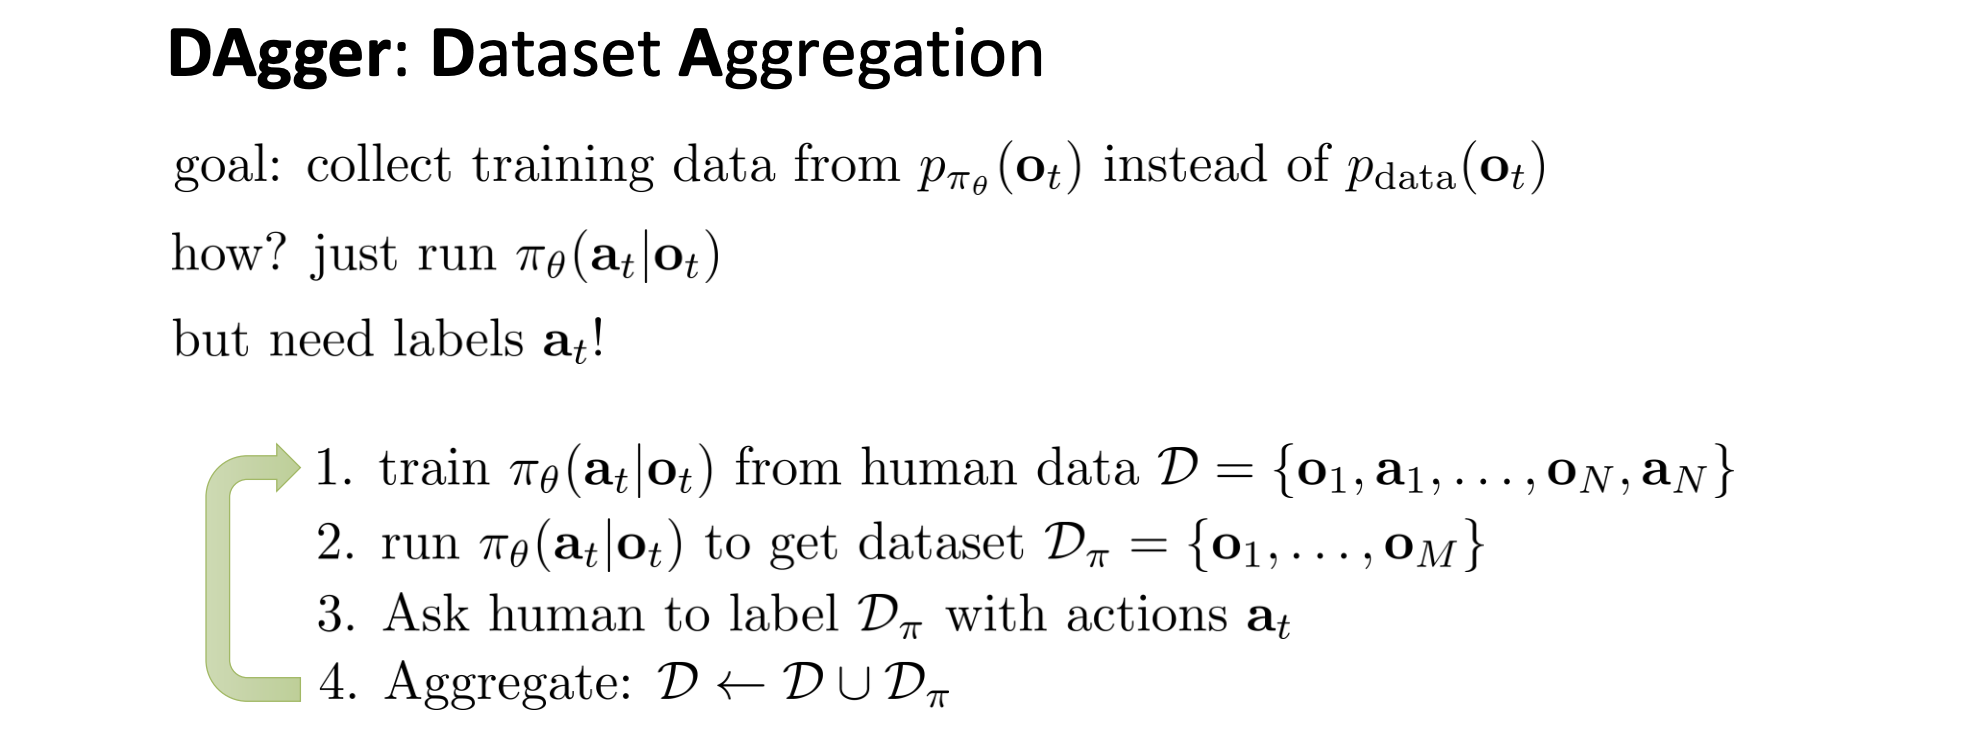 DAgger: Dataset Aggregation
goal: collect training data from $p_{\pi_\theta}(\mathbf{o}_t)$ instead of $p_{\text{data}}(\mathbf{o}_t)$
how? just run $\pi_\theta(\mathbf{a}_t|\mathbf{o}_t)$
but need labels $\mathbf{a}_t$!
1. train $\pi_\theta(\mathbf{a}_t|\mathbf{o}_t)$ from human data $\mathcal{D} = \{\mathbf{o}_1, \mathbf{a}_1, \ldots, \mathbf{o}_N, \mathbf{a}_N\}$
2. run $\pi_\theta(\mathbf{a}_t|\mathbf{o}_t)$ to get dataset $\mathcal{D}_\pi = \{\mathbf{o}_1, \ldots, \mathbf{o}_M\}$
3. Ask human to label $\mathcal{D}_\pi$ with actions $\mathbf{a}_t$
4. Aggregate: $\mathcal{D} \leftarrow \mathcal{D} \cup \mathcal{D}_\pi$